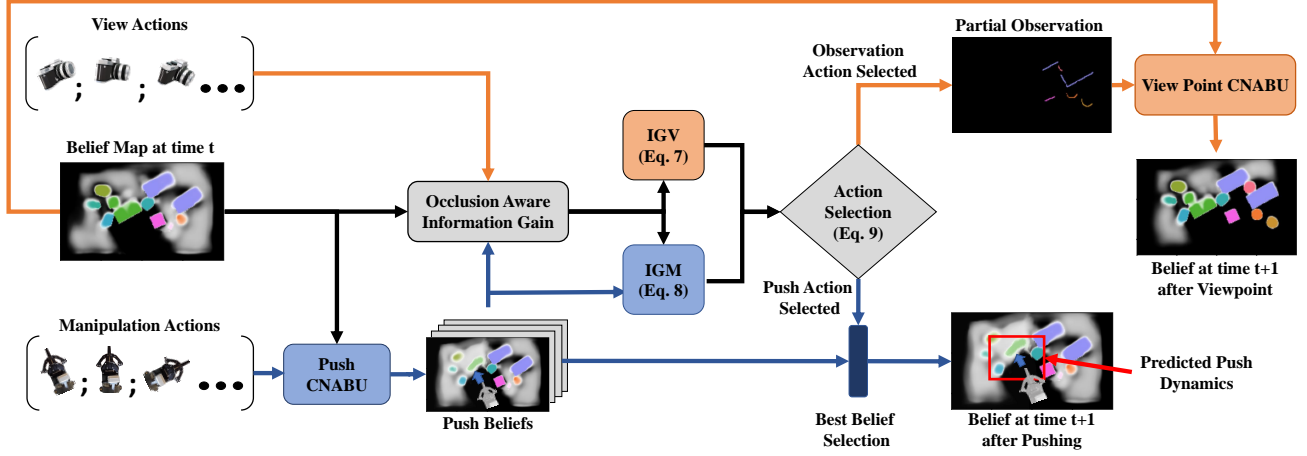 View Actions
; ; •••
Belief Map at time t
Manipulation Actions
; ; •••
Push
CNABU
Push Beliefs
Occlusion Aware
Information Gain
IGV
(Eq. 7)
IGM
(Eq. 8)
Action
Selection
(Eq. 9)
Observation
Action Selected
Push Action
Selected
Best Belief
Selection
Partial Observation
View Point CNABU
Belief at time t+1
after Viewpoint
Belief at time t+1
after Pushing
Predicted Push
Dynamics